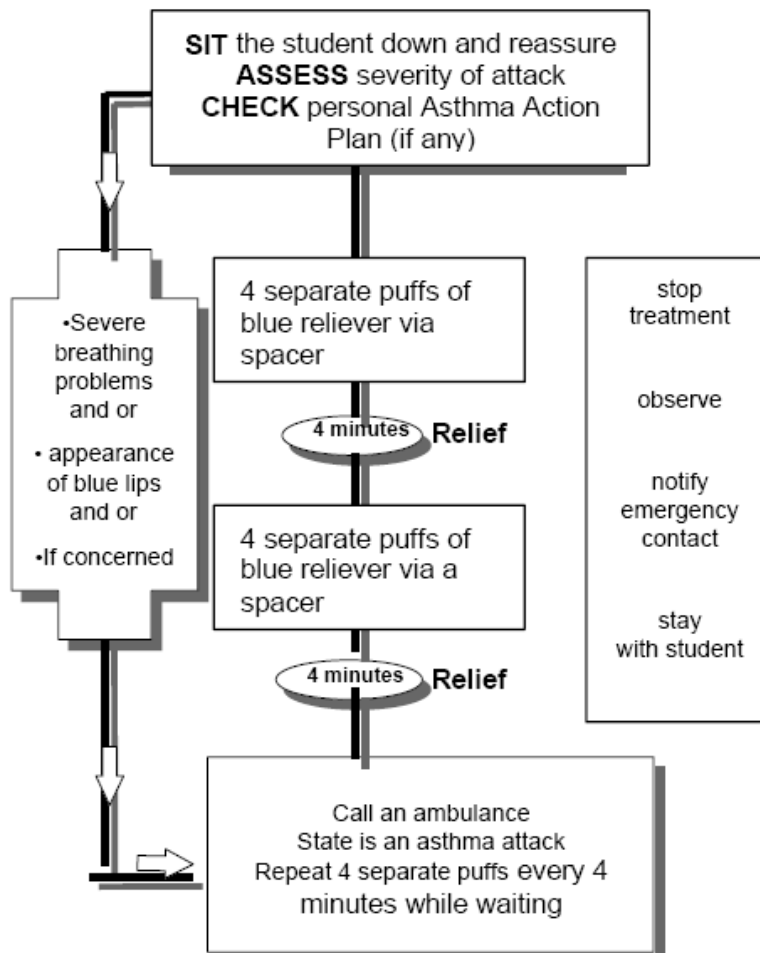 SIT the student down and reassure
ASSESS severity of attack
CHECK personal Asthma Action
Plan (if any)
•Severe
breathing
problems
and or
• appearance
of blue lips
and or
•If concerned
4 separate puffs of
blue reliever via
spacer
4 minutes
Relief
4 separate puffs of
blue reliever via a
spacer
4 minutes
Relief
Call an ambulance
State is an asthma attack
Repeat 4 separate puffs every 4
minutes while waiting
stop
treatment
observe
notify
emergency
contact
stay
with student